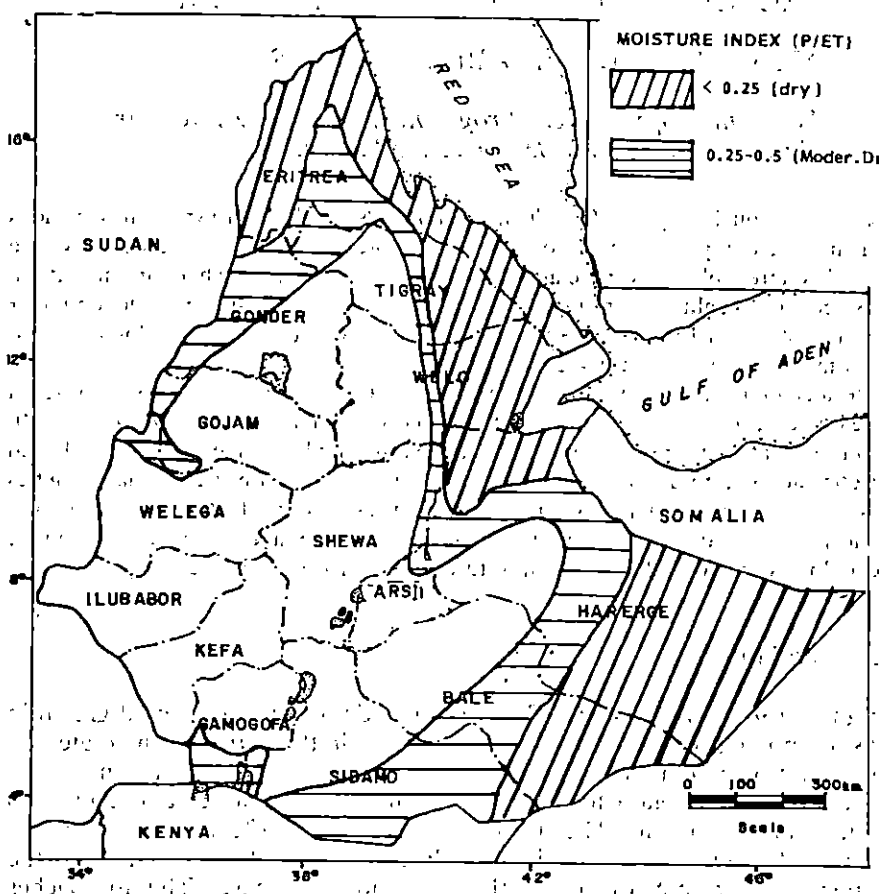 MOISTURE INDEX (P/ET)
< 0.25 (dry)
0.25-0.5 (Moder.Dr
RED SEA
16°
ERITREA
SUDAN
TIGRAY
GONDER
12°
WELO
GULF OF ADEN
GOJAM
WELEGA
SOMALIA
SHEWA
8°
ILUBABOR
ARSII
HARERGE
KEFA
BALE
GAMOGOFA
SIDAMO
0 100 300km
4°
Scale
KENYA
34° 38° 42° 46°